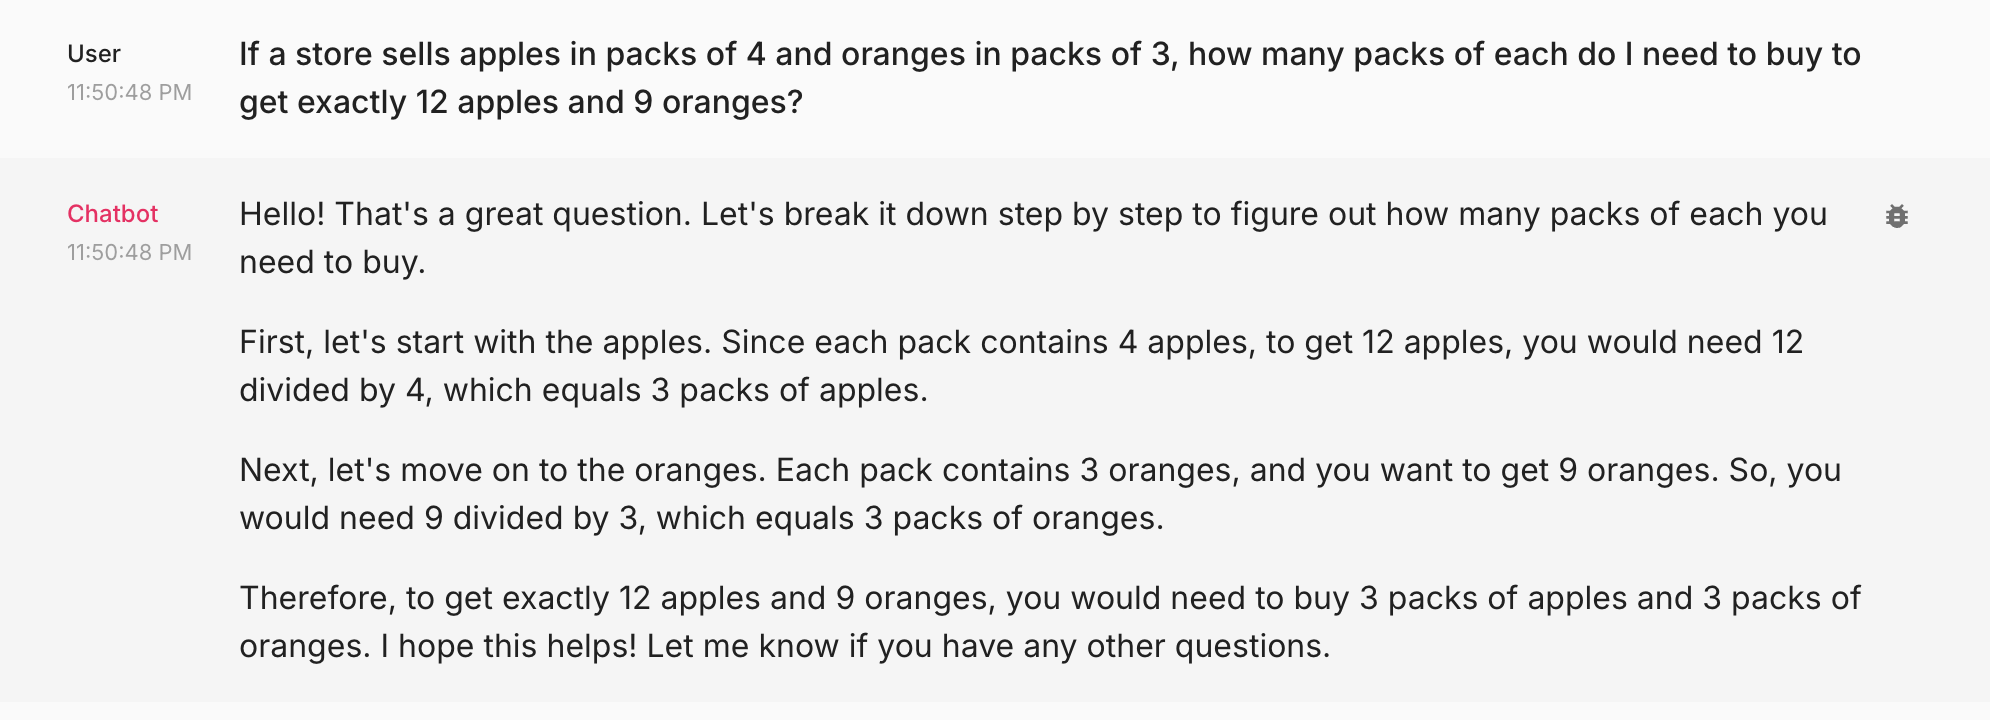 User
11:50:48 PM
If a store sells apples in packs of 4 and oranges in packs of 3, how many packs of each do I need to buy to
get exactly 12 apples and 9 oranges?
Chatbot
11:50:48 PM
Hello! That's a great question. Let's break it down step by step to figure out how many packs of each you
need to buy.
First, let's start with the apples. Since each pack contains 4 apples, to get 12 apples, you would need 12
divided by 4, which equals 3 packs of apples.
Next, let's move on to the oranges. Each pack contains 3 oranges, and you want to get 9 oranges. So, you
would need 9 divided by 3, which equals 3 packs of oranges.
Therefore, to get exactly 12 apples and 9 oranges, you would need to buy 3 packs of apples and 3 packs of
oranges. I hope this helps! Let me know if you have any other questions.